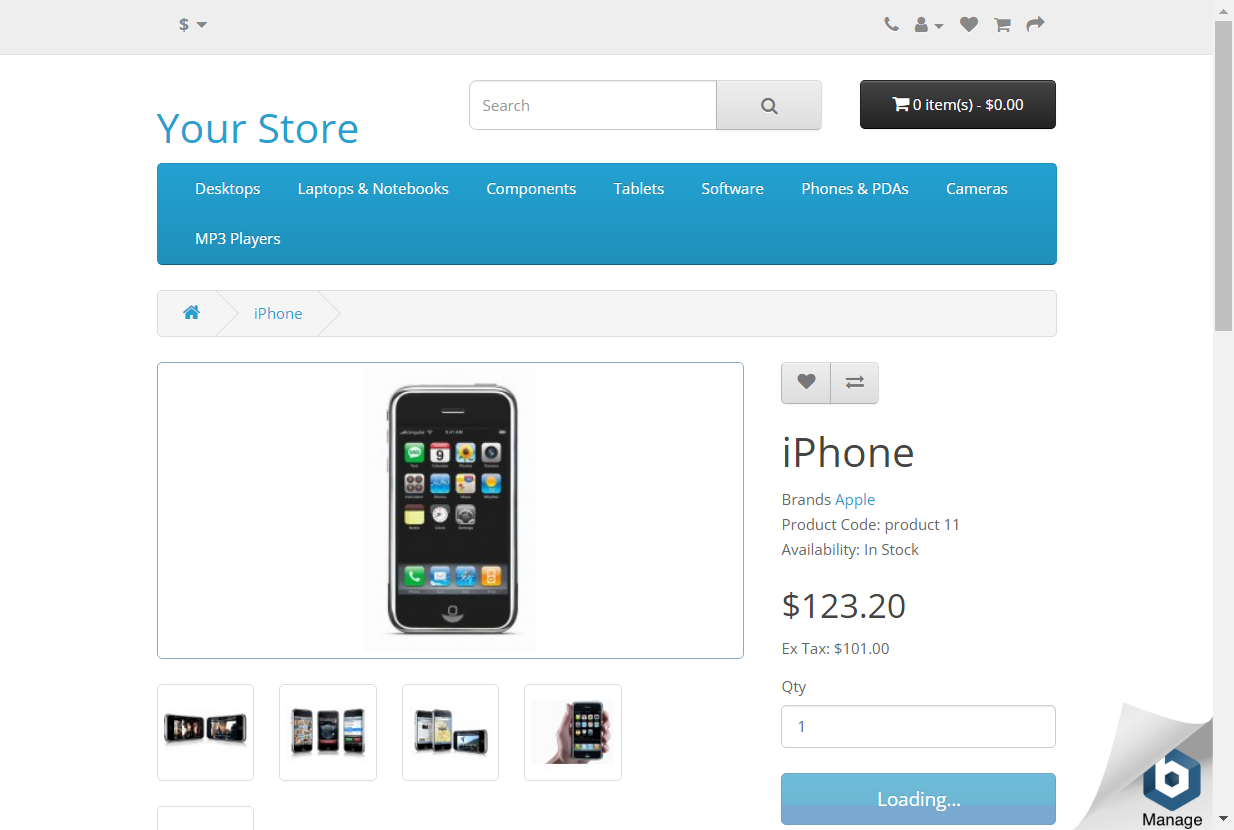 $
Search
0 item(s) - $0.00
Your Store
Desktops
Laptops & Notebooks
Components
Tablets
Software
Phones & PDAs
Cameras
MP3 Players
iPhone
9
iPhone
Brands Apple
Product Code: product 11
Availability: In Stock
$123.20
Ex Tax: $101.00
Qty
1
Loading...
b
Manage